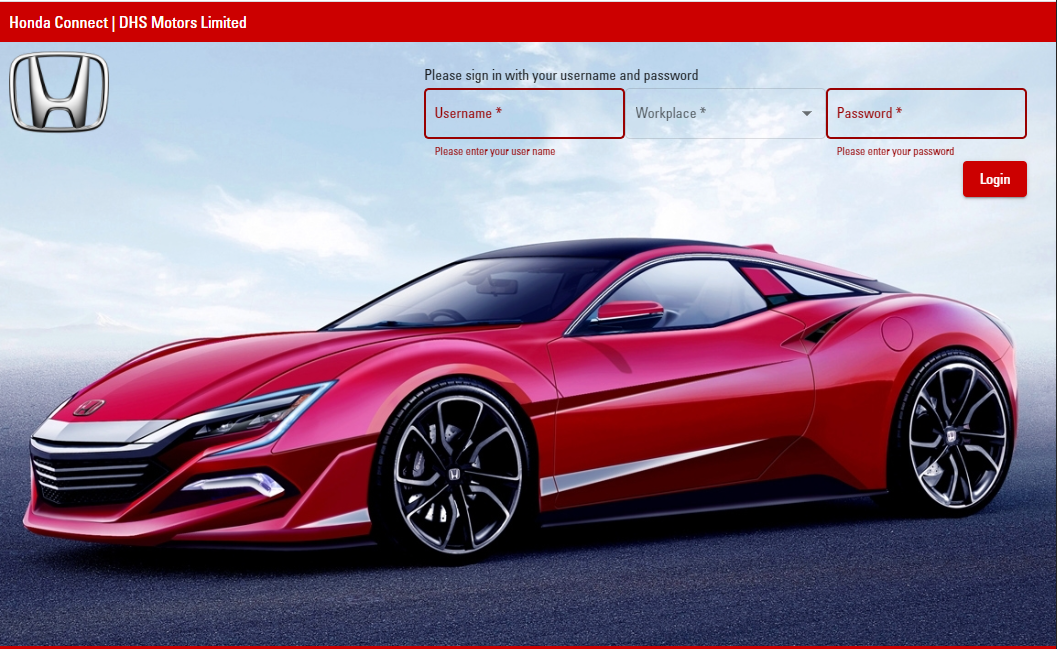 Honda Connect | DHS Motors Limited
Please sign in with your username and password
Username *
Workplace *
Password *
Please enter your user name
Please enter your password
Login